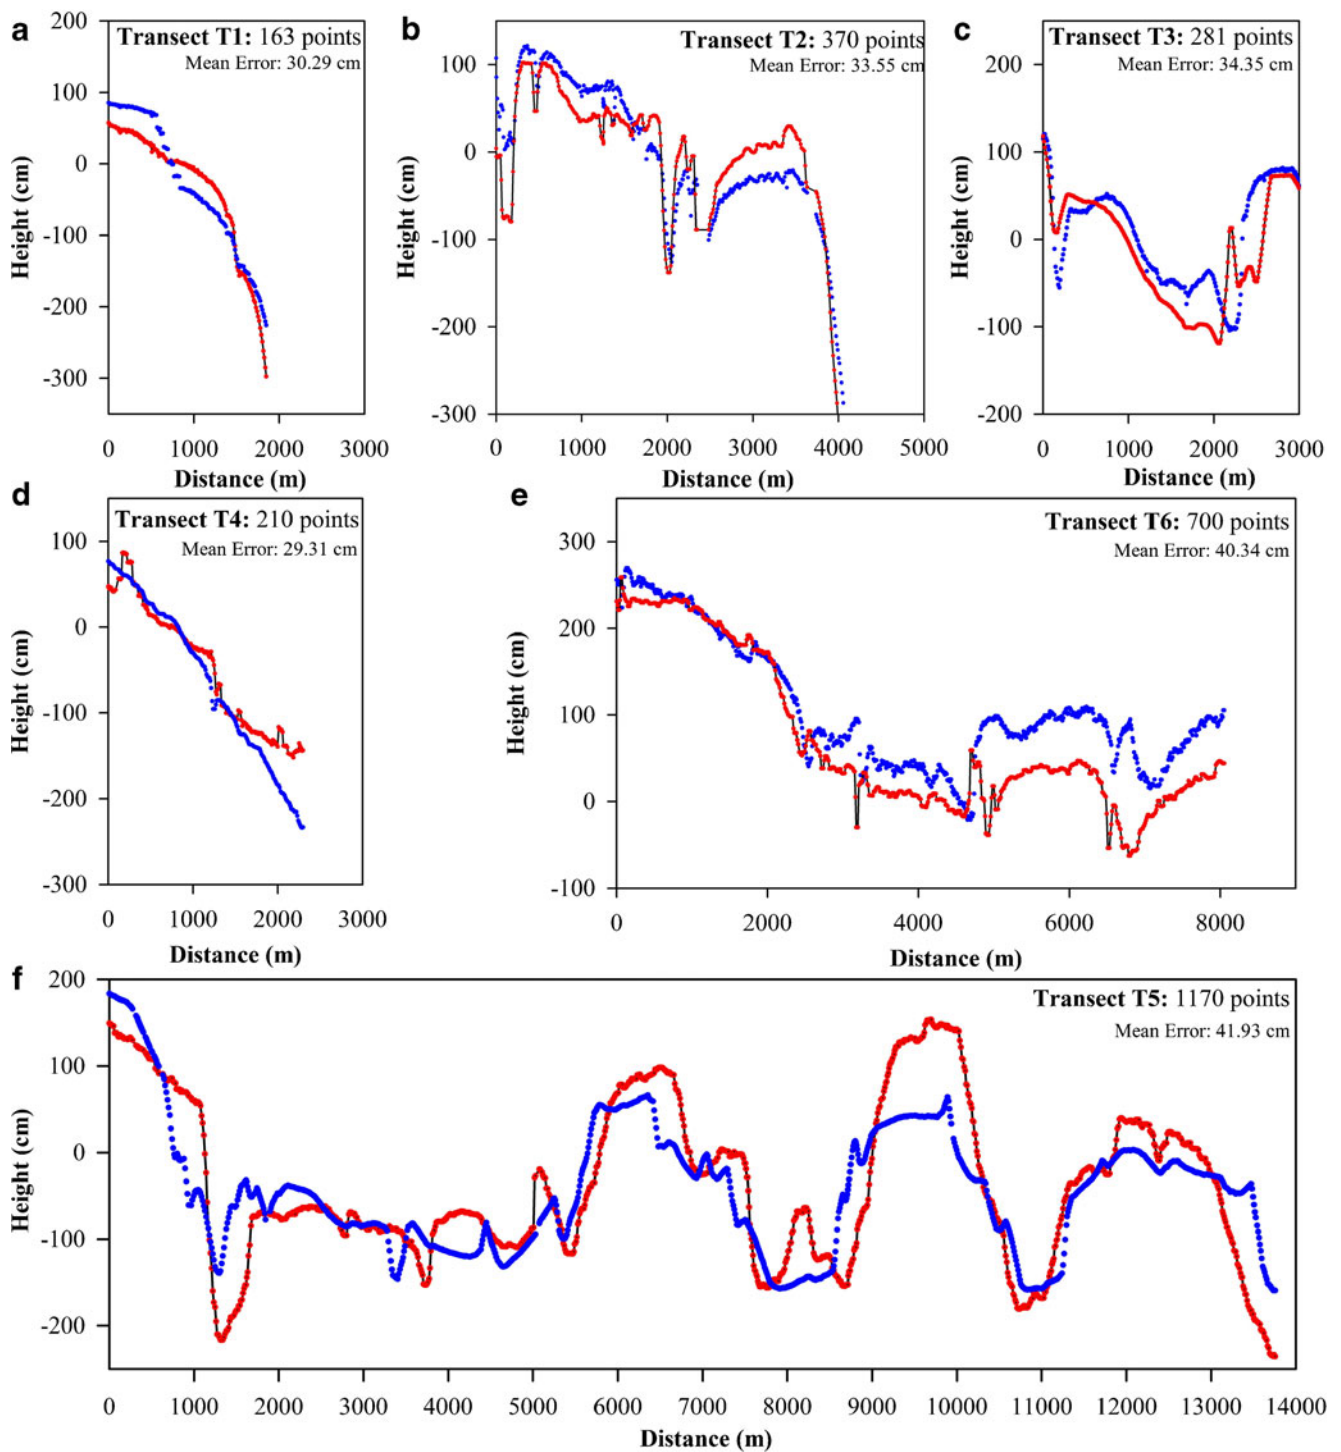 a
Transect T1: 163 points
Mean Error: 30.29 cm
200
100
0
-100
-200
-300
Height (cm)
0 1000 2000 3000
Distance (m)
b
Transect T2: 370 points
Mean Error: 33.55 cm
100
0
-100
-200
-300
Height (cm)
0 1000 2000 3000 4000 5000
Distance (m)
c
Transect T3: 281 points
Mean Error: 34.35 cm
200
100
0
-100
-200
Height (cm)
0 1000 2000 3000
Distance (m)
d
Transect T4: 210 points
Mean Error: 29.31 cm
100
0
-100
-200
-300
Height (cm)
0 1000 2000 3000
Distance (m)
e
Transect T6: 700 points
Mean Error: 40.34 cm
300
200
100
0
-100
Height (cm)
0 2000 4000 6000 8000
Distance (m)
f
Transect T5: 1170 points
Mean Error: 41.93 cm
200
100
0
-100
-200
Height (cm)
0 1000 2000 3000 4000 5000 6000 7000 8000 9000 10000 11000 12000 13000 14000
Distance (m)